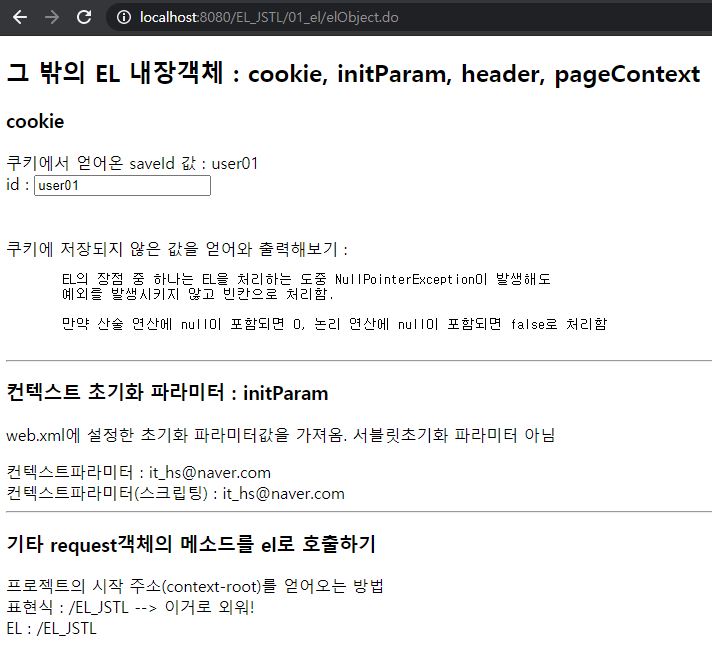 localhost:8080/EL_JSTL/01_el/elObject.do
그 밖의 EL 내장객체 : cookie, initParam, header, pageContext
cookie
쿠키에서 얻어온 saveId 값 : user01
id : user01
쿠키에 저장되지 않은 값을 얻어와 출력해보기 :
EL의 장점 중 하나는 EL을 처리하는 도중 NullPointerException이 발생해도
예외를 발생시키지 않고 빈칸으로 처리함.
만약 산술 연산에 null이 포함되면 0, 논리 연산에 null이 포함되면 false로 처리함
컨텍스트 초기화 파라미터 : initParam
web.xml에 설정한 초기화 파라미터값을 가져옴. 서블릿초기화 파라미터 아님
컨텍스트파라미터 : it_hs@naver.com
컨텍스트파라미터(스크립팅) : it_hs@naver.com
기타 request객체의 메소드를 el로 호출하기
프로젝트의 시작 주소(context-root)를 얻어오는 방법
표현식 : /EL_JSTL --> 이거로 외워!
EL : /EL_JSTL